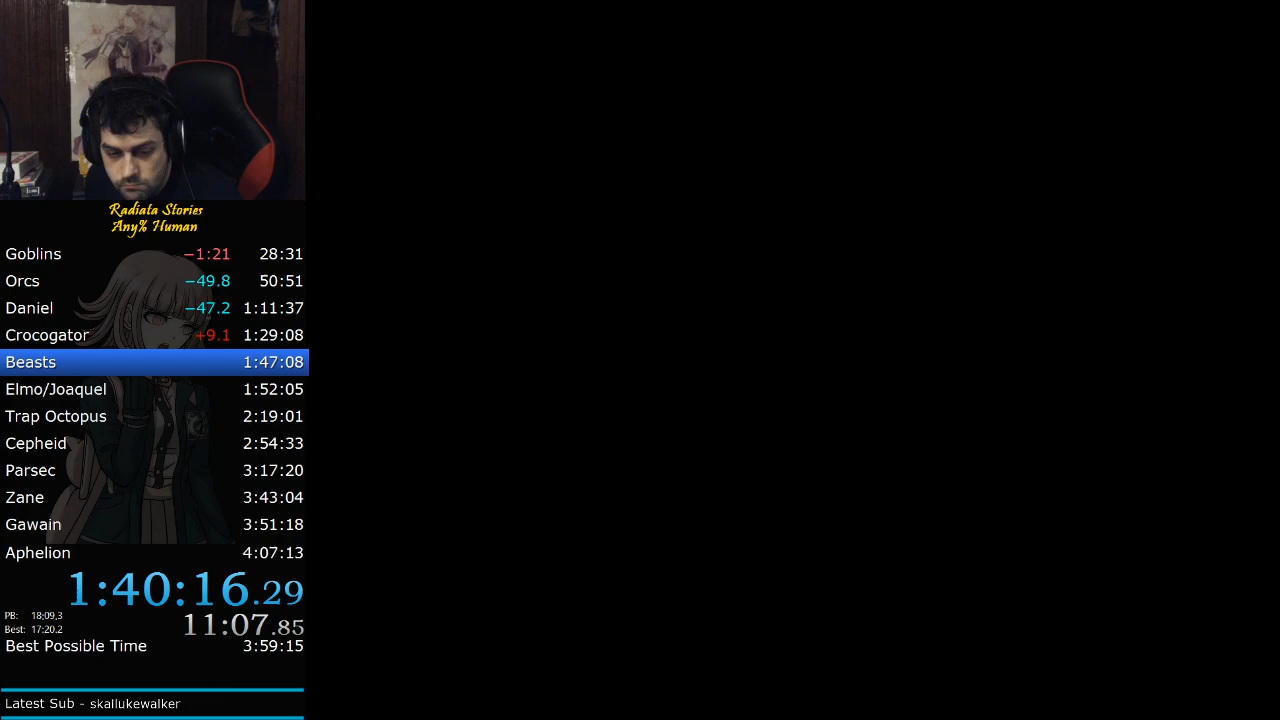 Radiata Stories
Any% Human
Goblins −1:21 28:31
Orcs −49.8 50:51
Daniel −47.2 1:11:37
Crocogator +9.1 1:29:08
Beasts 1:47:08
Elmo/Joaquel 1:52:05
Trap Octopus 2:19:01
Cepheid 2:54:33
Parsec 3:17:20
Zane 3:43:04
Gawain 3:51:18
Aphelion 4:07:13
1:40:16.29
PB: 18;09,3
Best: 17:20.2
11:07.85
Best Possible Time 3:59:15
Latest Sub - skallukewalker